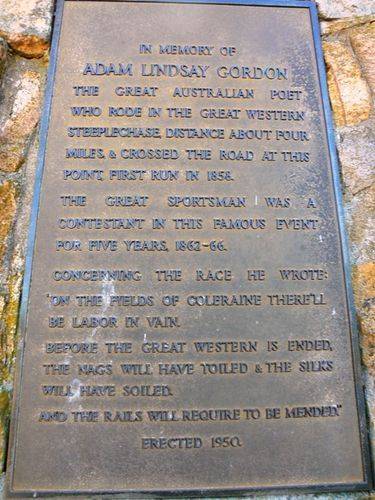 IN MEMORY OF
ADAM LINDSAY GORDON
THE GREAT AUSTRALIAN POET
WHO RODE IN THE GREAT WESTERN
STEEPLECHASE, DISTANCE ABOUT FOUR
MILES, & CROSSED THE ROAD AT THIS
POINT, FIRST RUN IN 1858.
THE GREAT SPORTSMAN WAS A
CONTESTANT IN THIS FAMOUS EVENT
FOR FIVE YEARS, 1862-66.
CONCERNING THE RACE HE WROTE:
"ON THE FIELDS OF COLERAINE THERE'LL
BE LABOR IN VAIN.
BEFORE THE GREAT WESTERN IS ENDED,
THE NAGS WILL HAVE TOILED & THE SILKS
WILL HAVE SOILED.
AND THE RAILS WILL REQUIRE TO BE MENDED."
ERECTED 1950.